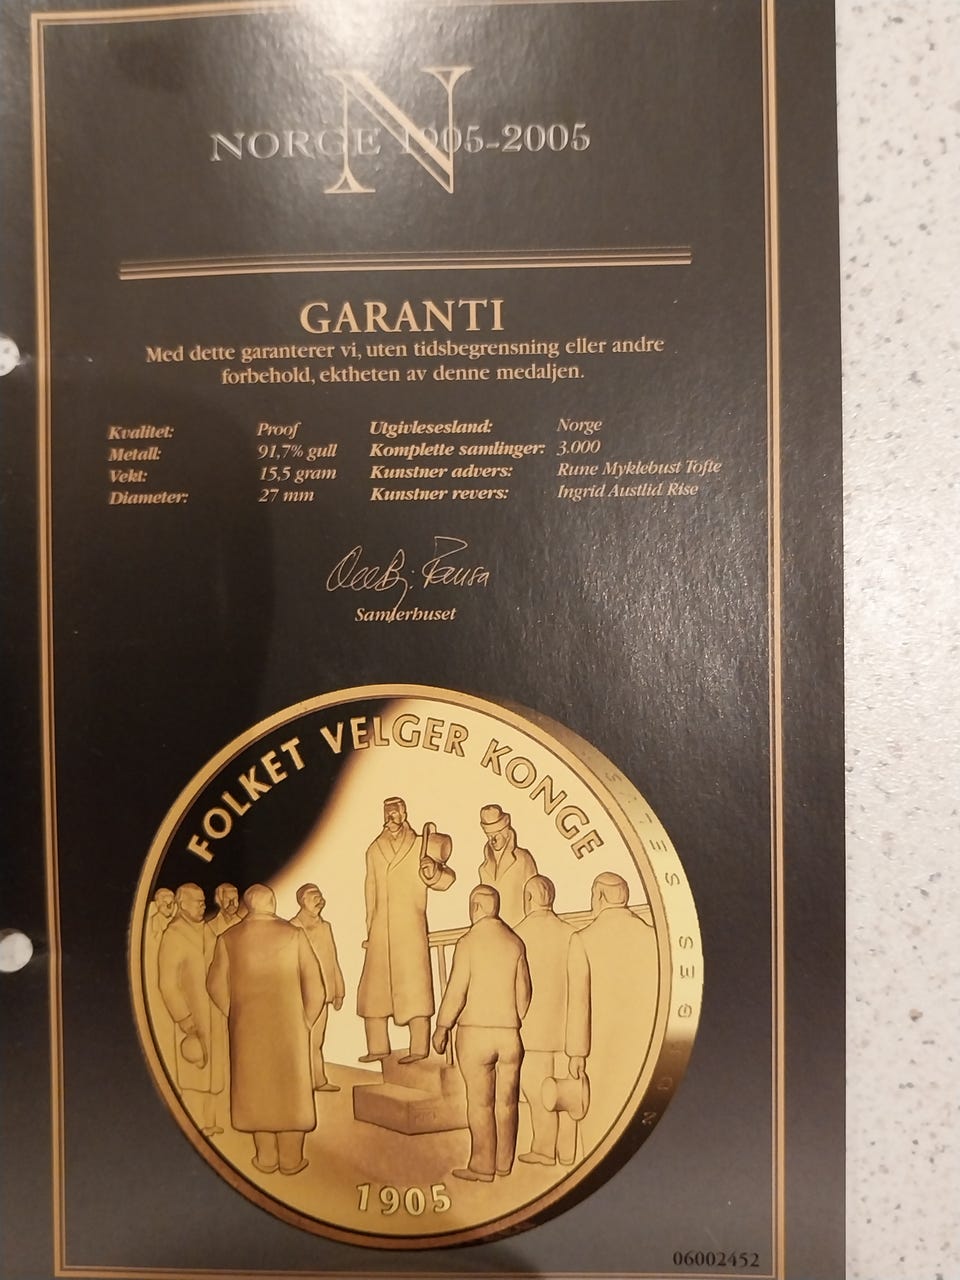 N
NORGE 1905-2005
GARANTI
Med dette garanterer vi, uten tidsbegrensning eller andre
forbehold, ektheten av denne medaljen.
Kvalitet: Proof Utgivlesesland: Norge
Metall: 91,7% gull Komplette samlinger: 3.000
Vekt: 15,5 gram Kunstner advers: Rune Myklebust Tofte
Diameter: 27 mm Kunstner revers: Ingrid Austlid Rise
Samlerhuset
FOLKET VELGER KONGE
1905
06002452